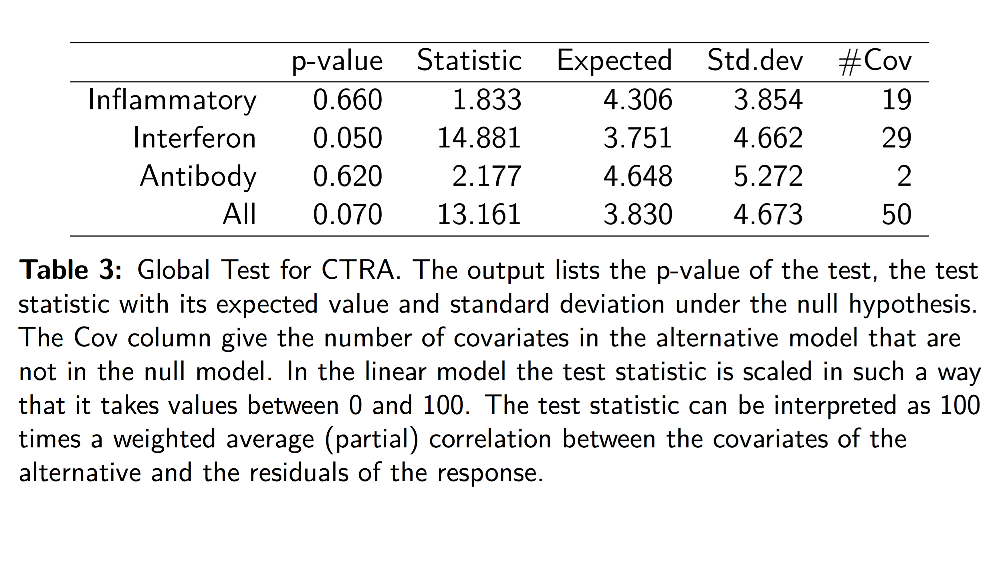 p-value Statistic Expected Std.dev #Cov
Inflammatory 0.660 1.833 4.306 3.854 19
Interferon 0.050 14.881 3.751 4.662 29
Antibody 0.620 2.177 4.648 5.272 2
All 0.070 13.161 3.830 4.673 50
Table 3: Global Test for CTRA. The output lists the p-value of the test, the test
statistic with its expected value and standard deviation under the null hypothesis.
The Cov column give the number of covariates in the alternative model that are
not in the null model. In the linear model the test statistic is scaled in such a way
that it takes values between 0 and 100. The test statistic can be interpreted as 100
times a weighted average (partial) correlation between the covariates of the
alternative and the residuals of the response.